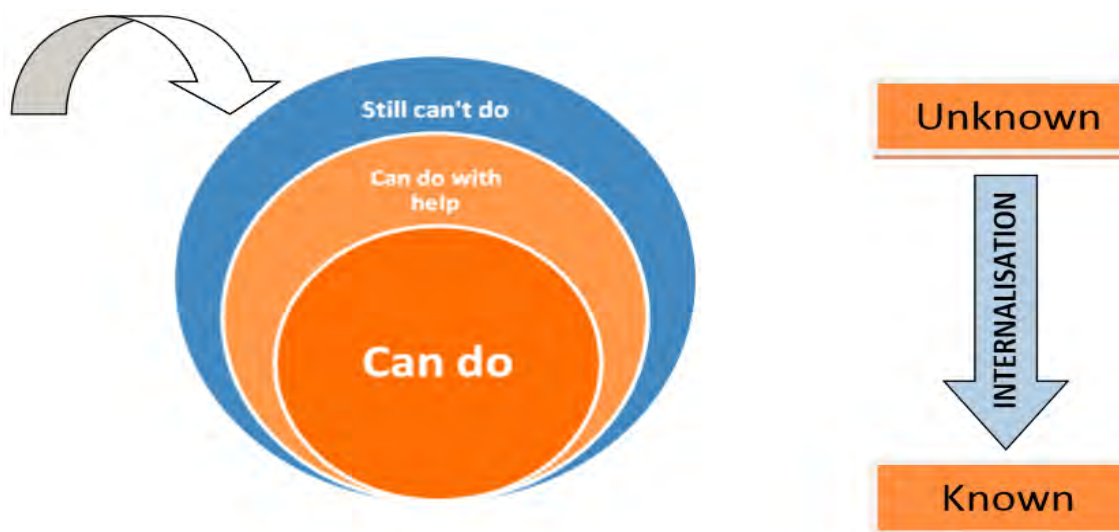 Still can't do
Can do with
help
Can do
Unknown
INTERNALISATION
Known